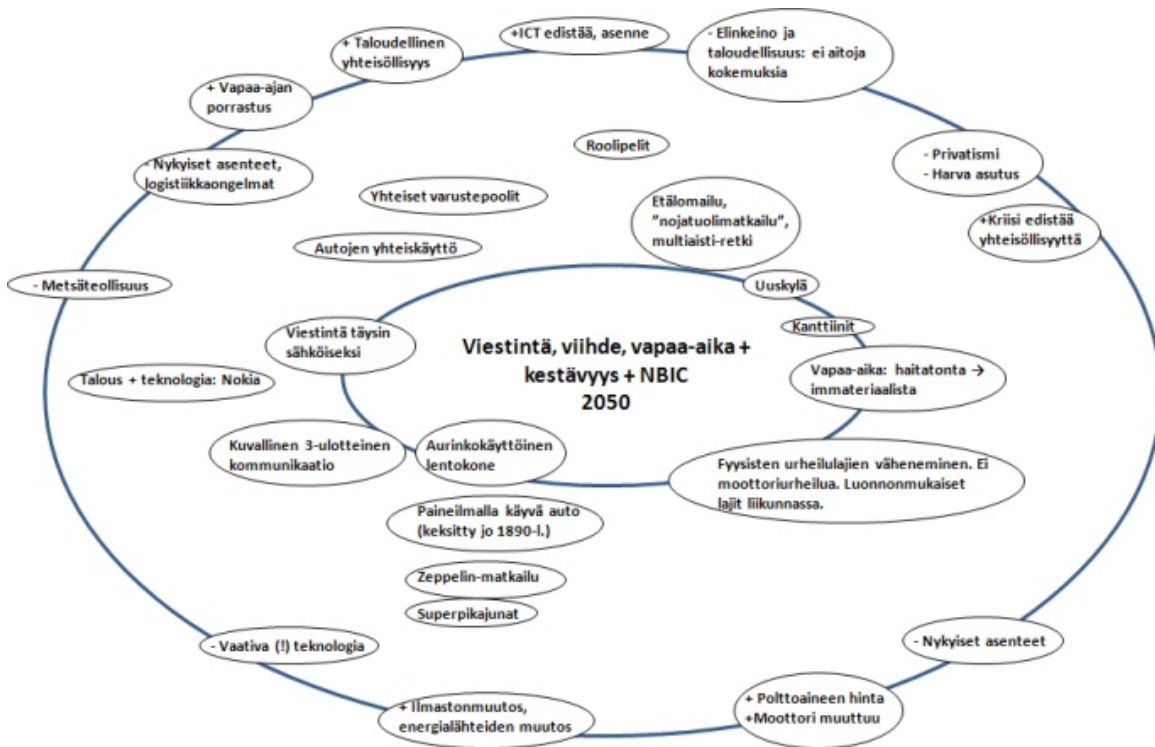 +ICT edistää, asenne
+ Taloudellinen
yhteisöllisyys
- Elinkeino ja
taloudellisuus: ei aitoja
kokemuksia
+ Vapaa-ajan
porrastus
Roolipelit
- Nykyiset asenteet,
logistiikkaongelmat
- Privatismi
- Harva asutus
Yhteiset varustepoolit
Etälomailu,
"nojatuolimatkailu",
multiaisti-retki
+Kriisi edistää
yhteisöllisyyttä
Autojen yhteiskäyttö
- Metsäteollisuus
Uuskylä
Kanttiinit
Viestintä täysin
sähköiseksi
Viestintä, viihde, vapaa-aika +
kestävyys + NBIC
2050
Vapaa-aika: haitatonta →
immateriaalista
Talous + teknologia: Nokia
Kuvallinen 3-ulotteinen
kommunikaatio
Aurinkokäyttöinen
lentokone
Fyysisten urheilulajien väheneminen. Ei
moottoriurheilua. Luonnonmukaiset
lajit liikunnassa.
Paineilmalla käyvä auto
(keksitty jo 1890-l.)
Zeppelin-matkailu
Superpikajunat
- Vaativa (!) teknologia
- Nykyiset asenteet
+ Ilmastonmuutos,
energialähteiden muutos
+ Polttoaineen hinta
+Moottori muuttuu